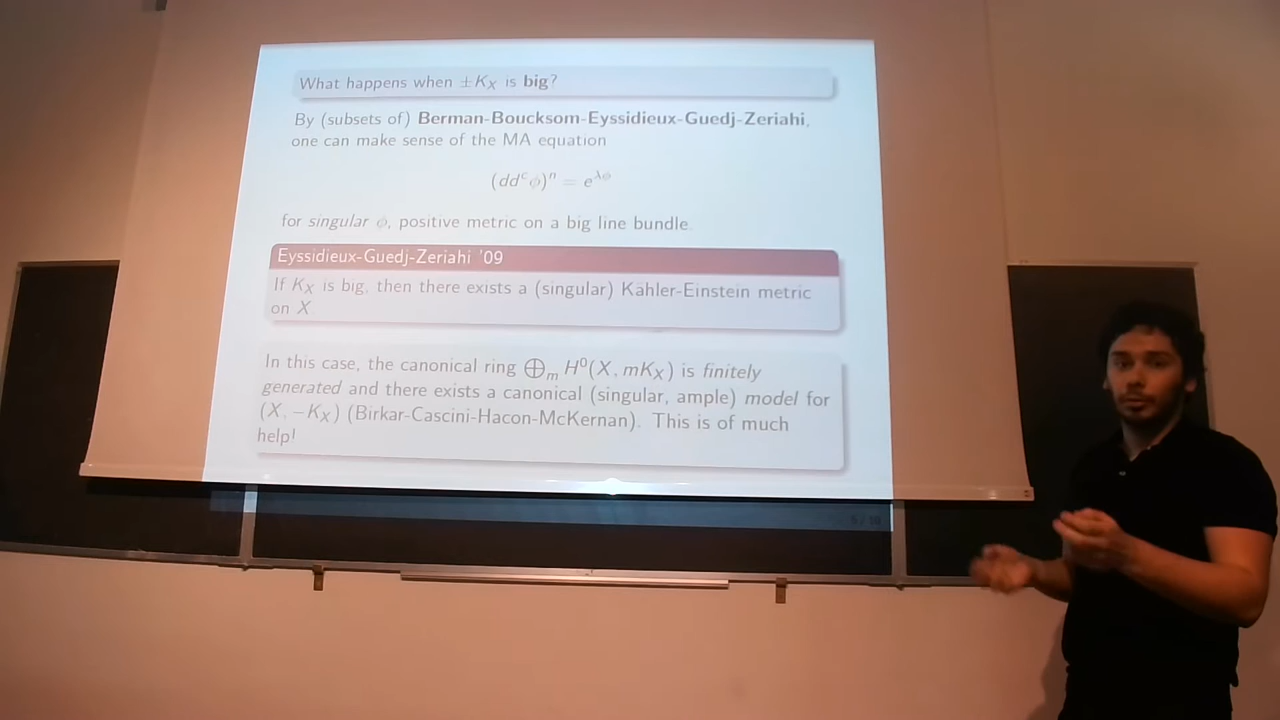 What happens when ±K_X is big?
By (subsets of) Berman-Boucksom-Eyssidieux-Guedj-Zeriahi,
one can make sense of the MA equation
(dd^c φ)^n = e^{λφ}
for singular φ, positive metric on a big line bundle.
Eyssidieux-Guedj-Zeriahi '09
If K_X is big, then there exists a (singular) Kähler-Einstein metric
on X
In this case, the canonical ring ⊕_m H^0(X, mK_X) is finitely
generated and there exists a canonical (singular, ample) model for
(X, −K_X) (Birkar-Cascini-Hacon-McKernan). This is of much
help!